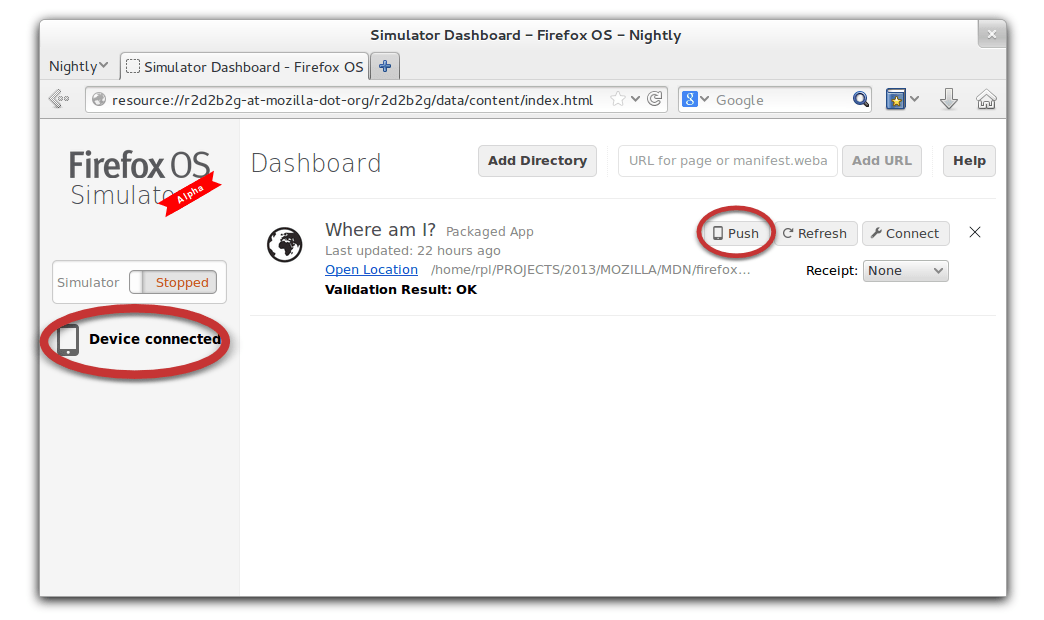 Simulator Dashboard – Firefox OS – Nightly
Nightly
Simulator Dashboard - Firefox OS
resource://r2d2b2g-at-mozilla-dot-org/r2d2b2g/data/content/index.html
8 Google
Firefox OS
Simulato
Alpha
Simulator Stopped
Device connected
Dashboard Add Directory URL for page or manifest.weba Add URL Help
Where am I? Packaged App Push Refresh Connect
Last updated: 22 hours ago
Open Location /home/rpl/PROJECTS/2013/MOZILLA/MDN/firefox... Receipt: None
Validation Result: OK